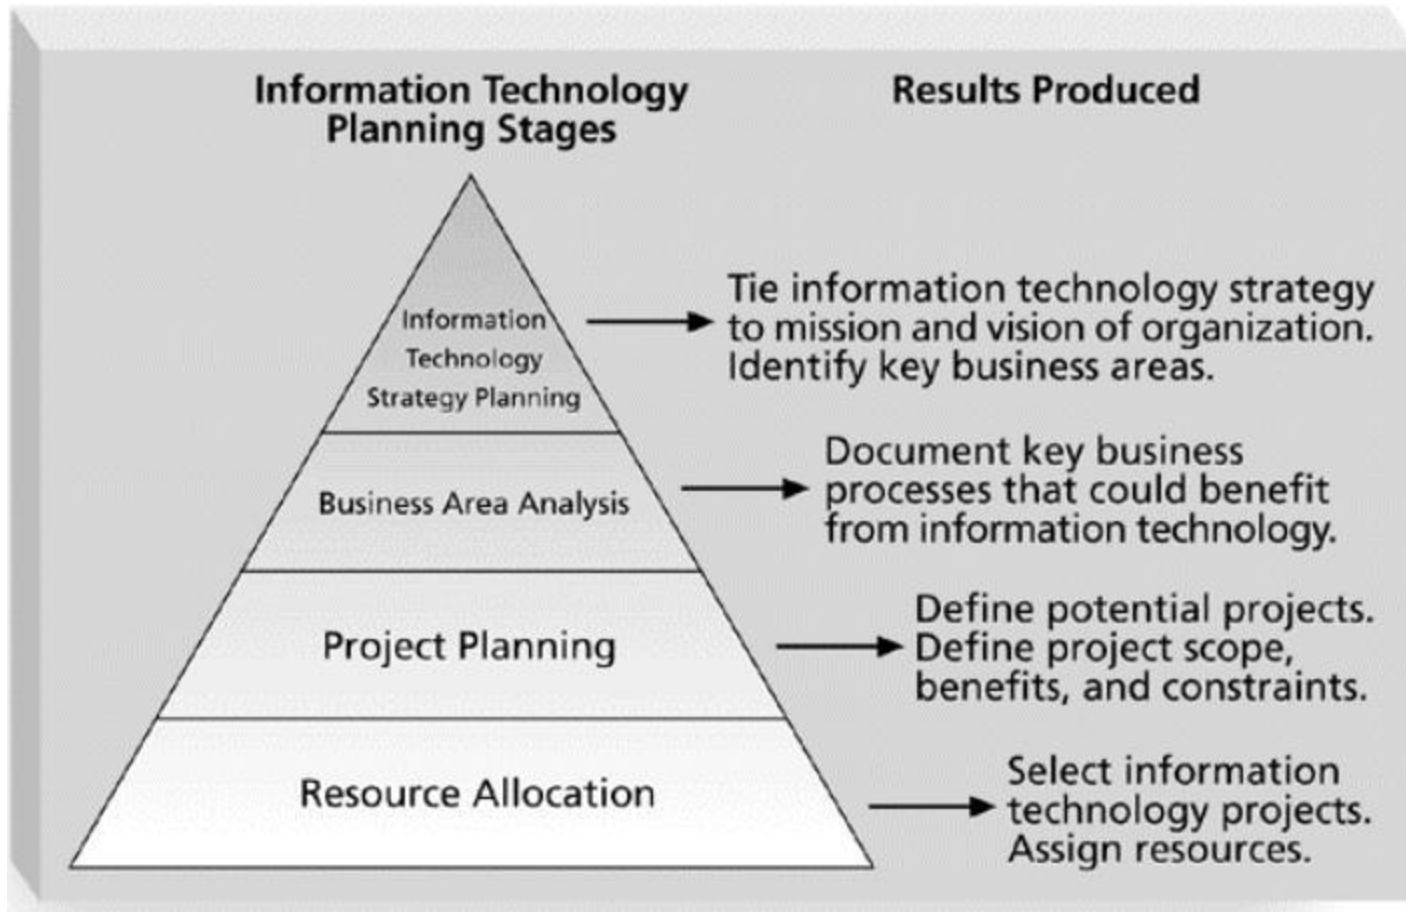 Information Technology
Planning Stages
Results Produced
Information
Technology
Strategy Planning
Tie information technology strategy
to mission and vision of organization.
Identify key business areas.
Business Area Analysis
Document key business
processes that could benefit
from information technology.
Project Planning
Define potential projects.
Define project scope,
benefits, and constraints.
Resource Allocation
Select information
technology projects.
Assign resources.